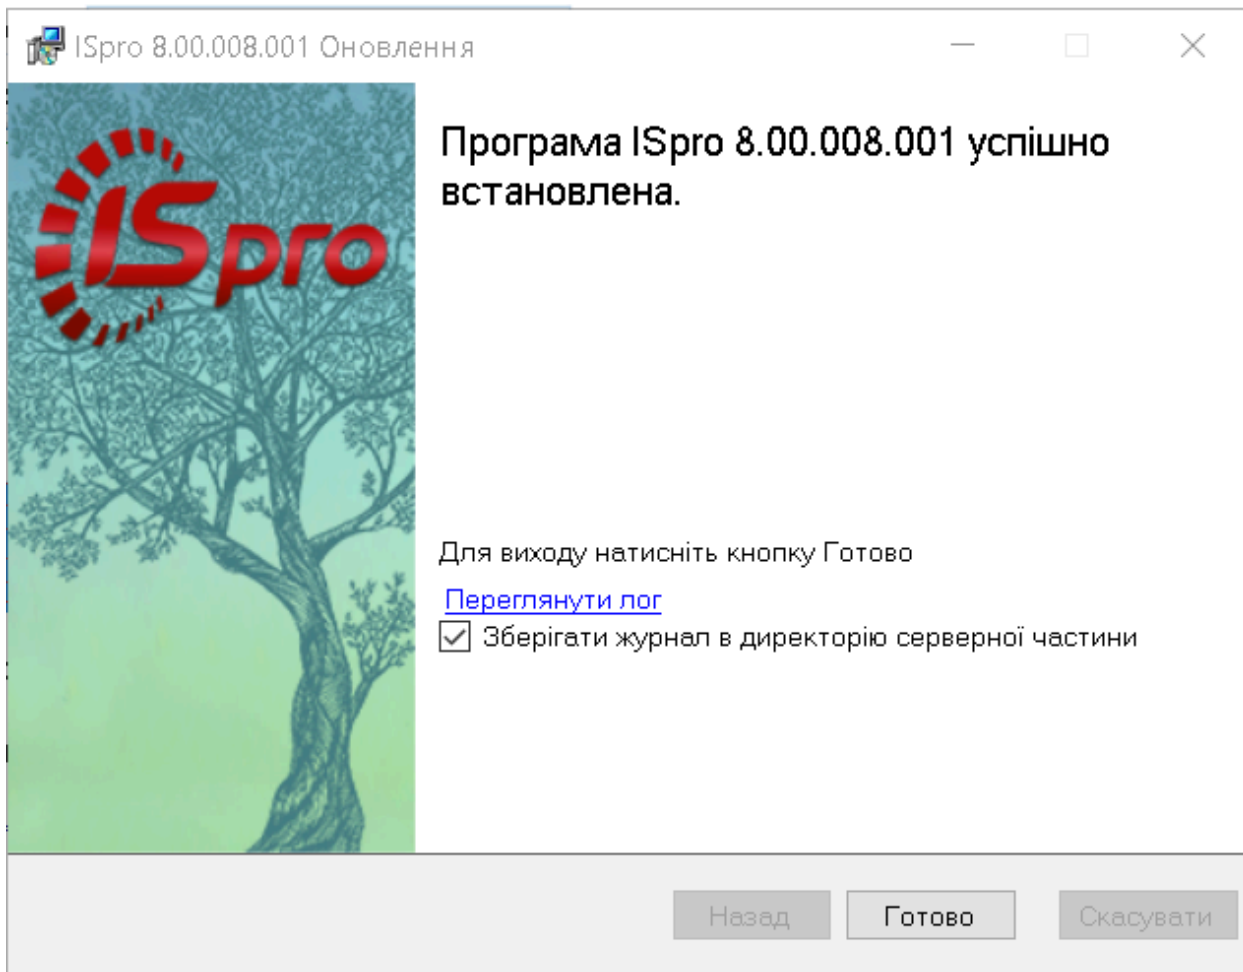 ISpro 8.00.008.001 Оновлення
ISpro
Програма ISpro 8.00.008.001 успішно
встановлена.
Для виходу натисніть кнопку Готово
Переглянути лог
Зберігати журнал в директорію серверної частини
Назад Готово Скасувати